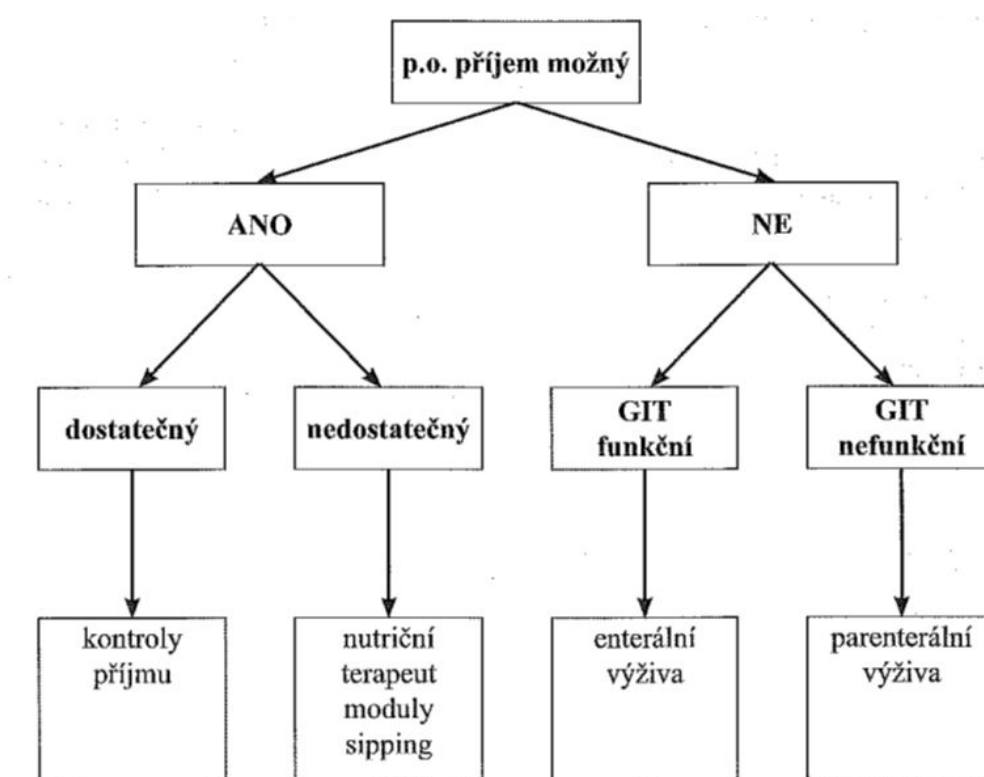 p.o. příjem možný
ANO
NE
dostatečný
nedostatečný
GIT
funkční
GIT
nefunkční
kontroly
příjmu
nutriční
terapeut
moduly
sipping
enterální
výživa
parenterální
výživa